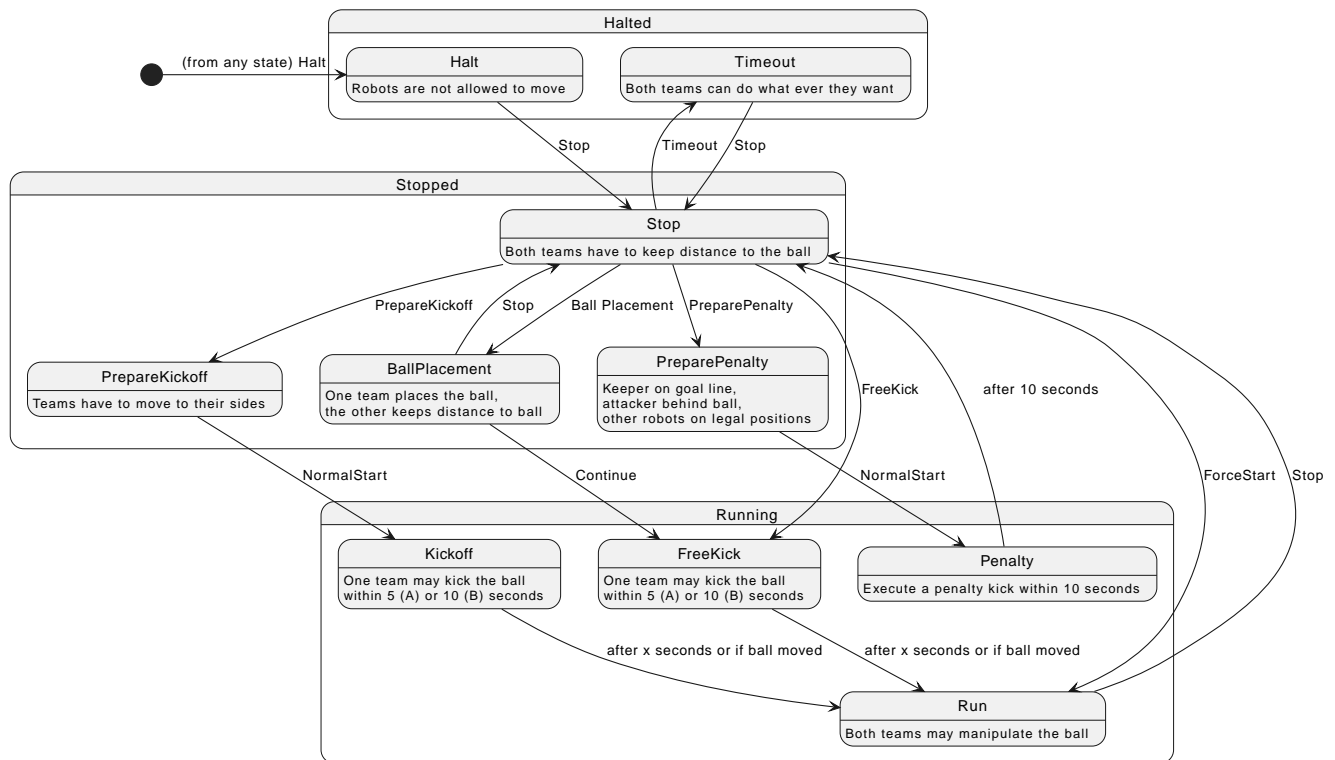 Halted
(from any state) Halt
Halt
Robots are not allowed to move
Timeout
Both teams can do what ever they want
Stop
Timeout
Stop
Stopped
Stop
Both teams have to keep distance to the ball
PrepareKickoff
Stop
Ball Placement
PreparePenalty
PrepareKickoff
Teams have to move to their sides
BallPlacement
One team places the ball,
the other keeps distance to ball
PreparePenalty
Keeper on goal line,
attacker behind ball,
other robots on legal positions
FreeKick
after 10 seconds
NormalStart
Continue
NormalStart
ForceStart
Stop
Running
Kickoff
One team may kick the ball
within 5 (A) or 10 (B) seconds
FreeKick
One team may kick the ball
within 5 (A) or 10 (B) seconds
Penalty
Execute a penalty kick within 10 seconds
after x seconds or if ball moved
after x seconds or if ball moved
Run
Both teams may manipulate the ball